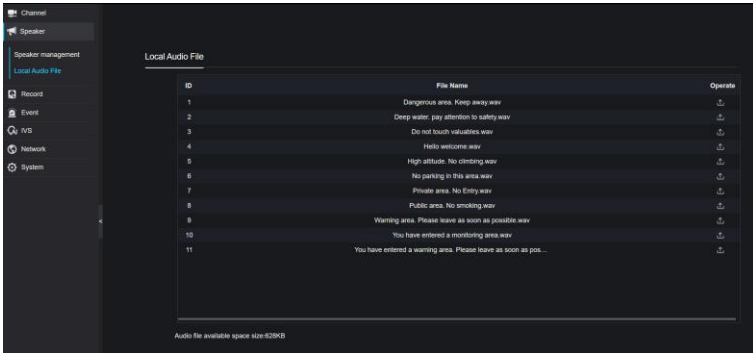 Channel
Speaker
Speaker management
Local Audio File
Record
Event
IVS
Network
System
Local Audio File
ID File Name Operate
1 Dangerous area. Keep away.wav
2 Deep water. pay attention to safety.wav
3 Do not touch valuables.wav
4 Hello welcome.wav
5 High altitude. No climbing.wav
6 No parking in this area.wav
7 Private area. No Entry.wav
8 Public area. No smoking.wav
9 Warning area. Please leave as soon as possible.wav
10 You have entered a monitoring area.wav
11 You have entered a warning area. Please leave as soon as pos....
Audio file available space size:628KB